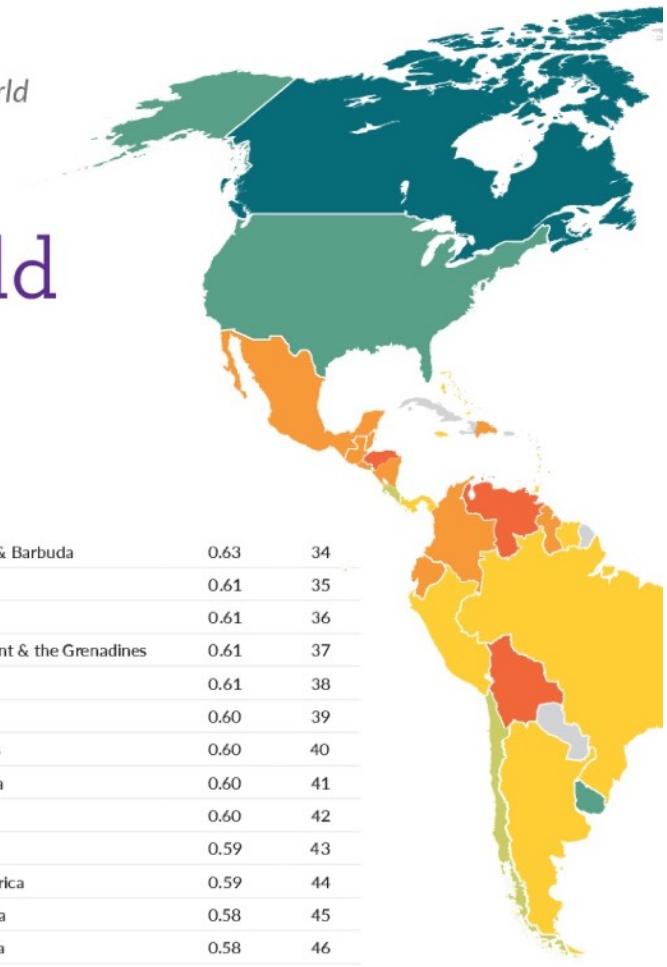 rld
ld
& Barbuda 0.63 34
0.61 35
0.61 36
nt & the Grenadines 0.61 37
0.61 38
0.60 39
s 0.60 40
a 0.60 41
0.60 42
0.59 43
rica 0.59 44
a 0.58 45
a 0.58 46